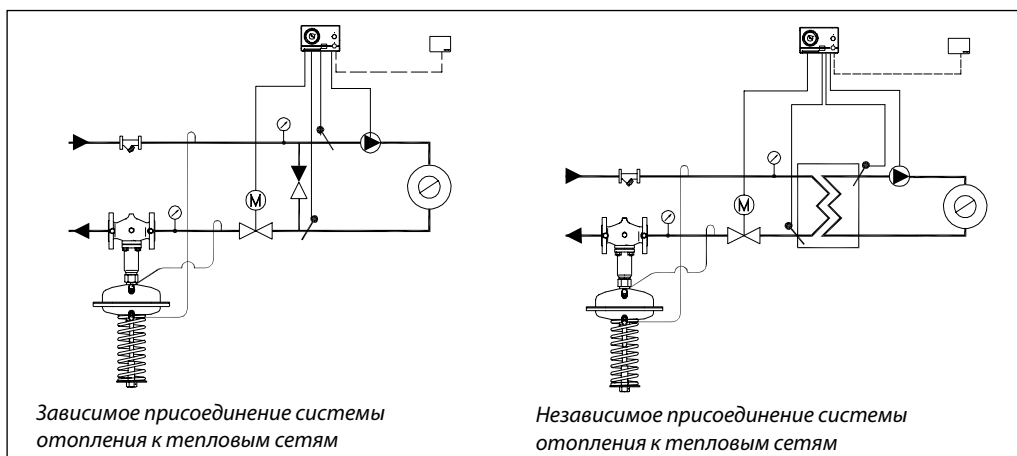 M
M
Зависимое присоединение системы
отопления к тепловым сетям
Независимое присоединение системы
отопления к тепловым сетям